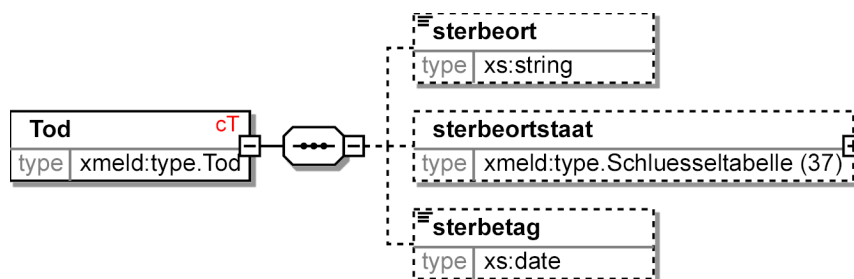 sterbeort
type xs:string
Tod cT
type xmeld:type.Tod
sterbeortstaat
type xmeld:type.Schluesseltabelle (37)
sterbetag
type xs:date